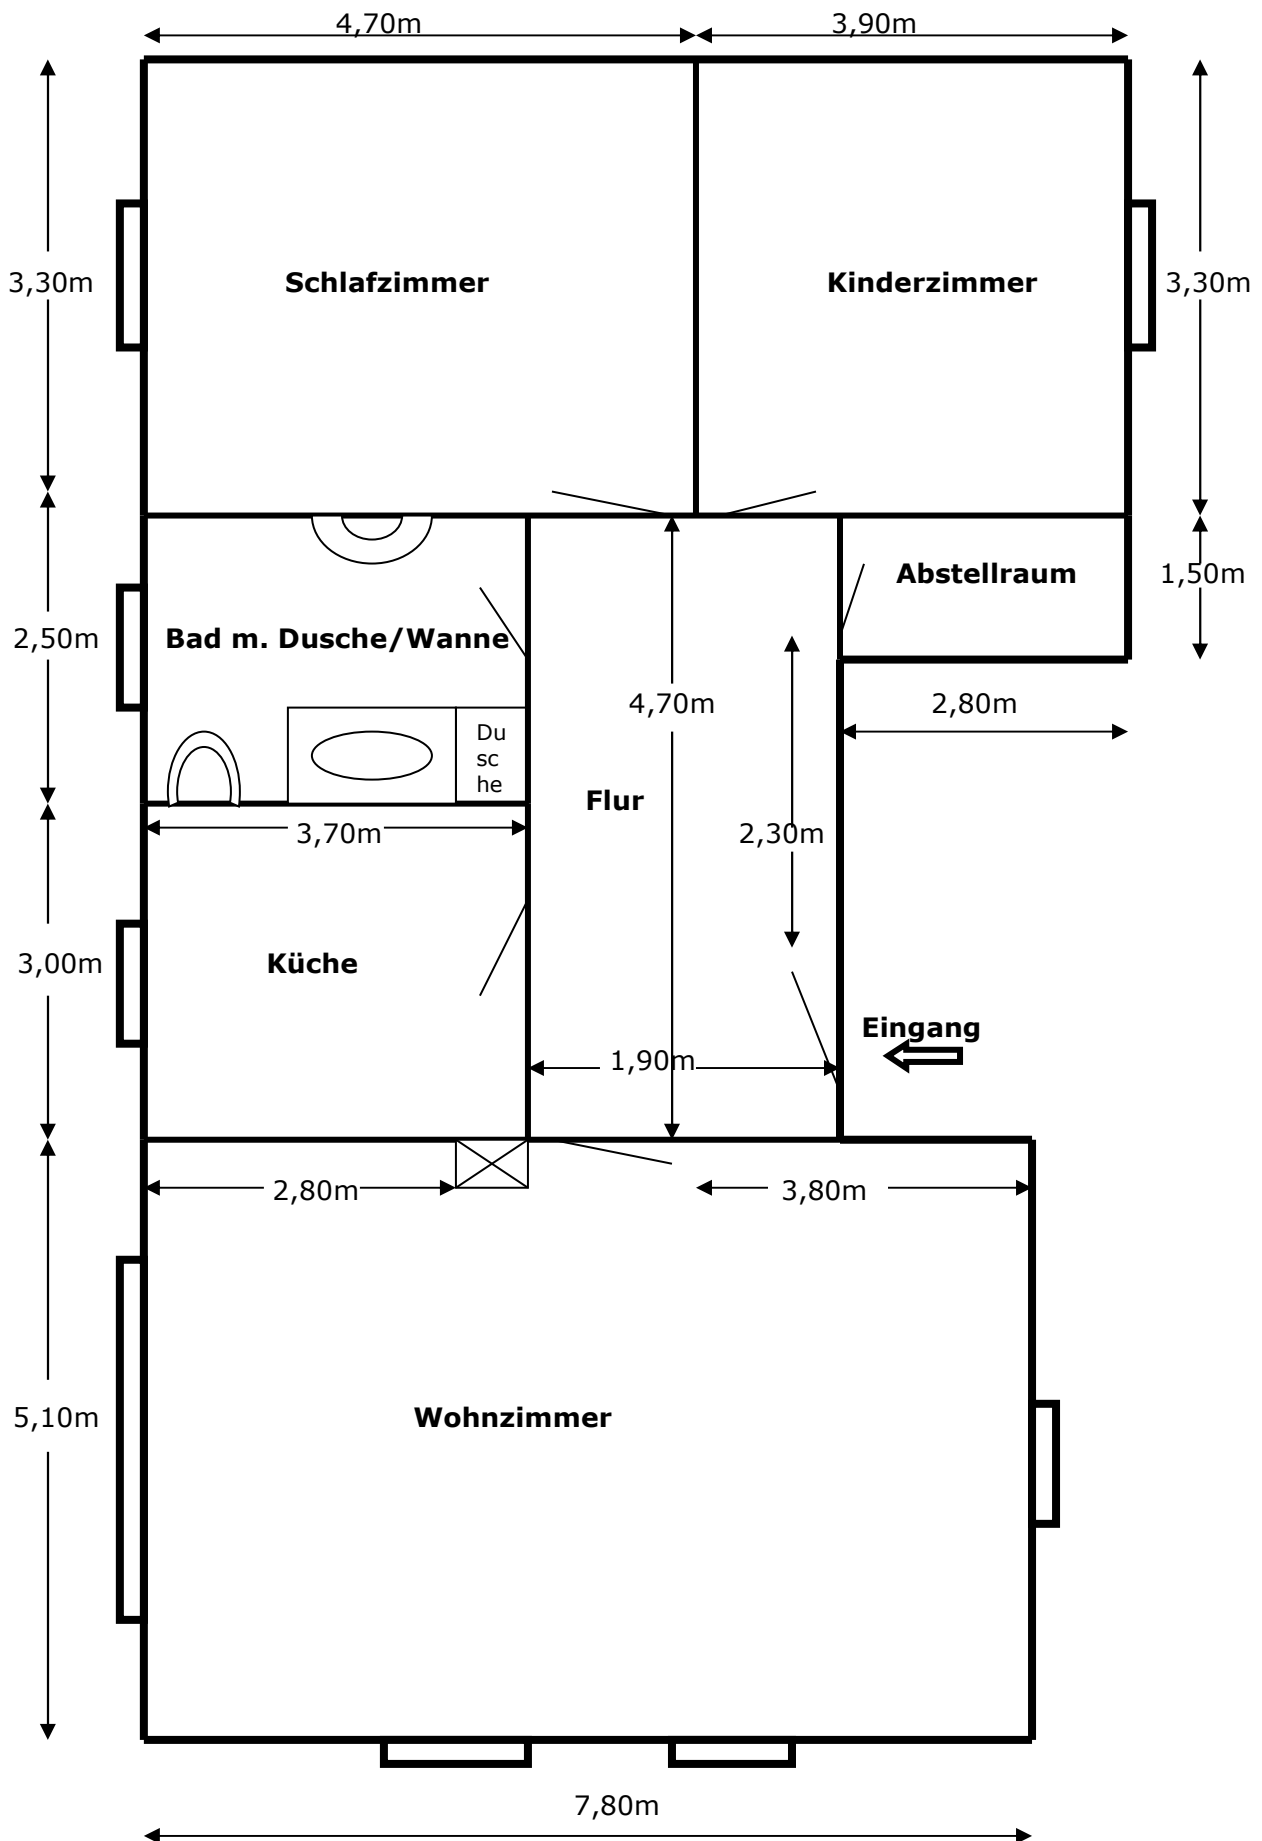 4,70m
3,90m
3,30m
Schlafzimmer
Kinderzimmer
3,30m
Abstellraum
1,50m
2,50m
Bad m. Dusche/Wanne
4,70m
2,80m
Du
sc
he
Flur
3,70m
2,30m
3,00m
Küche
Eingang
1,90m
2,80m
3,80m
5,10m
Wohnzimmer
7,80m